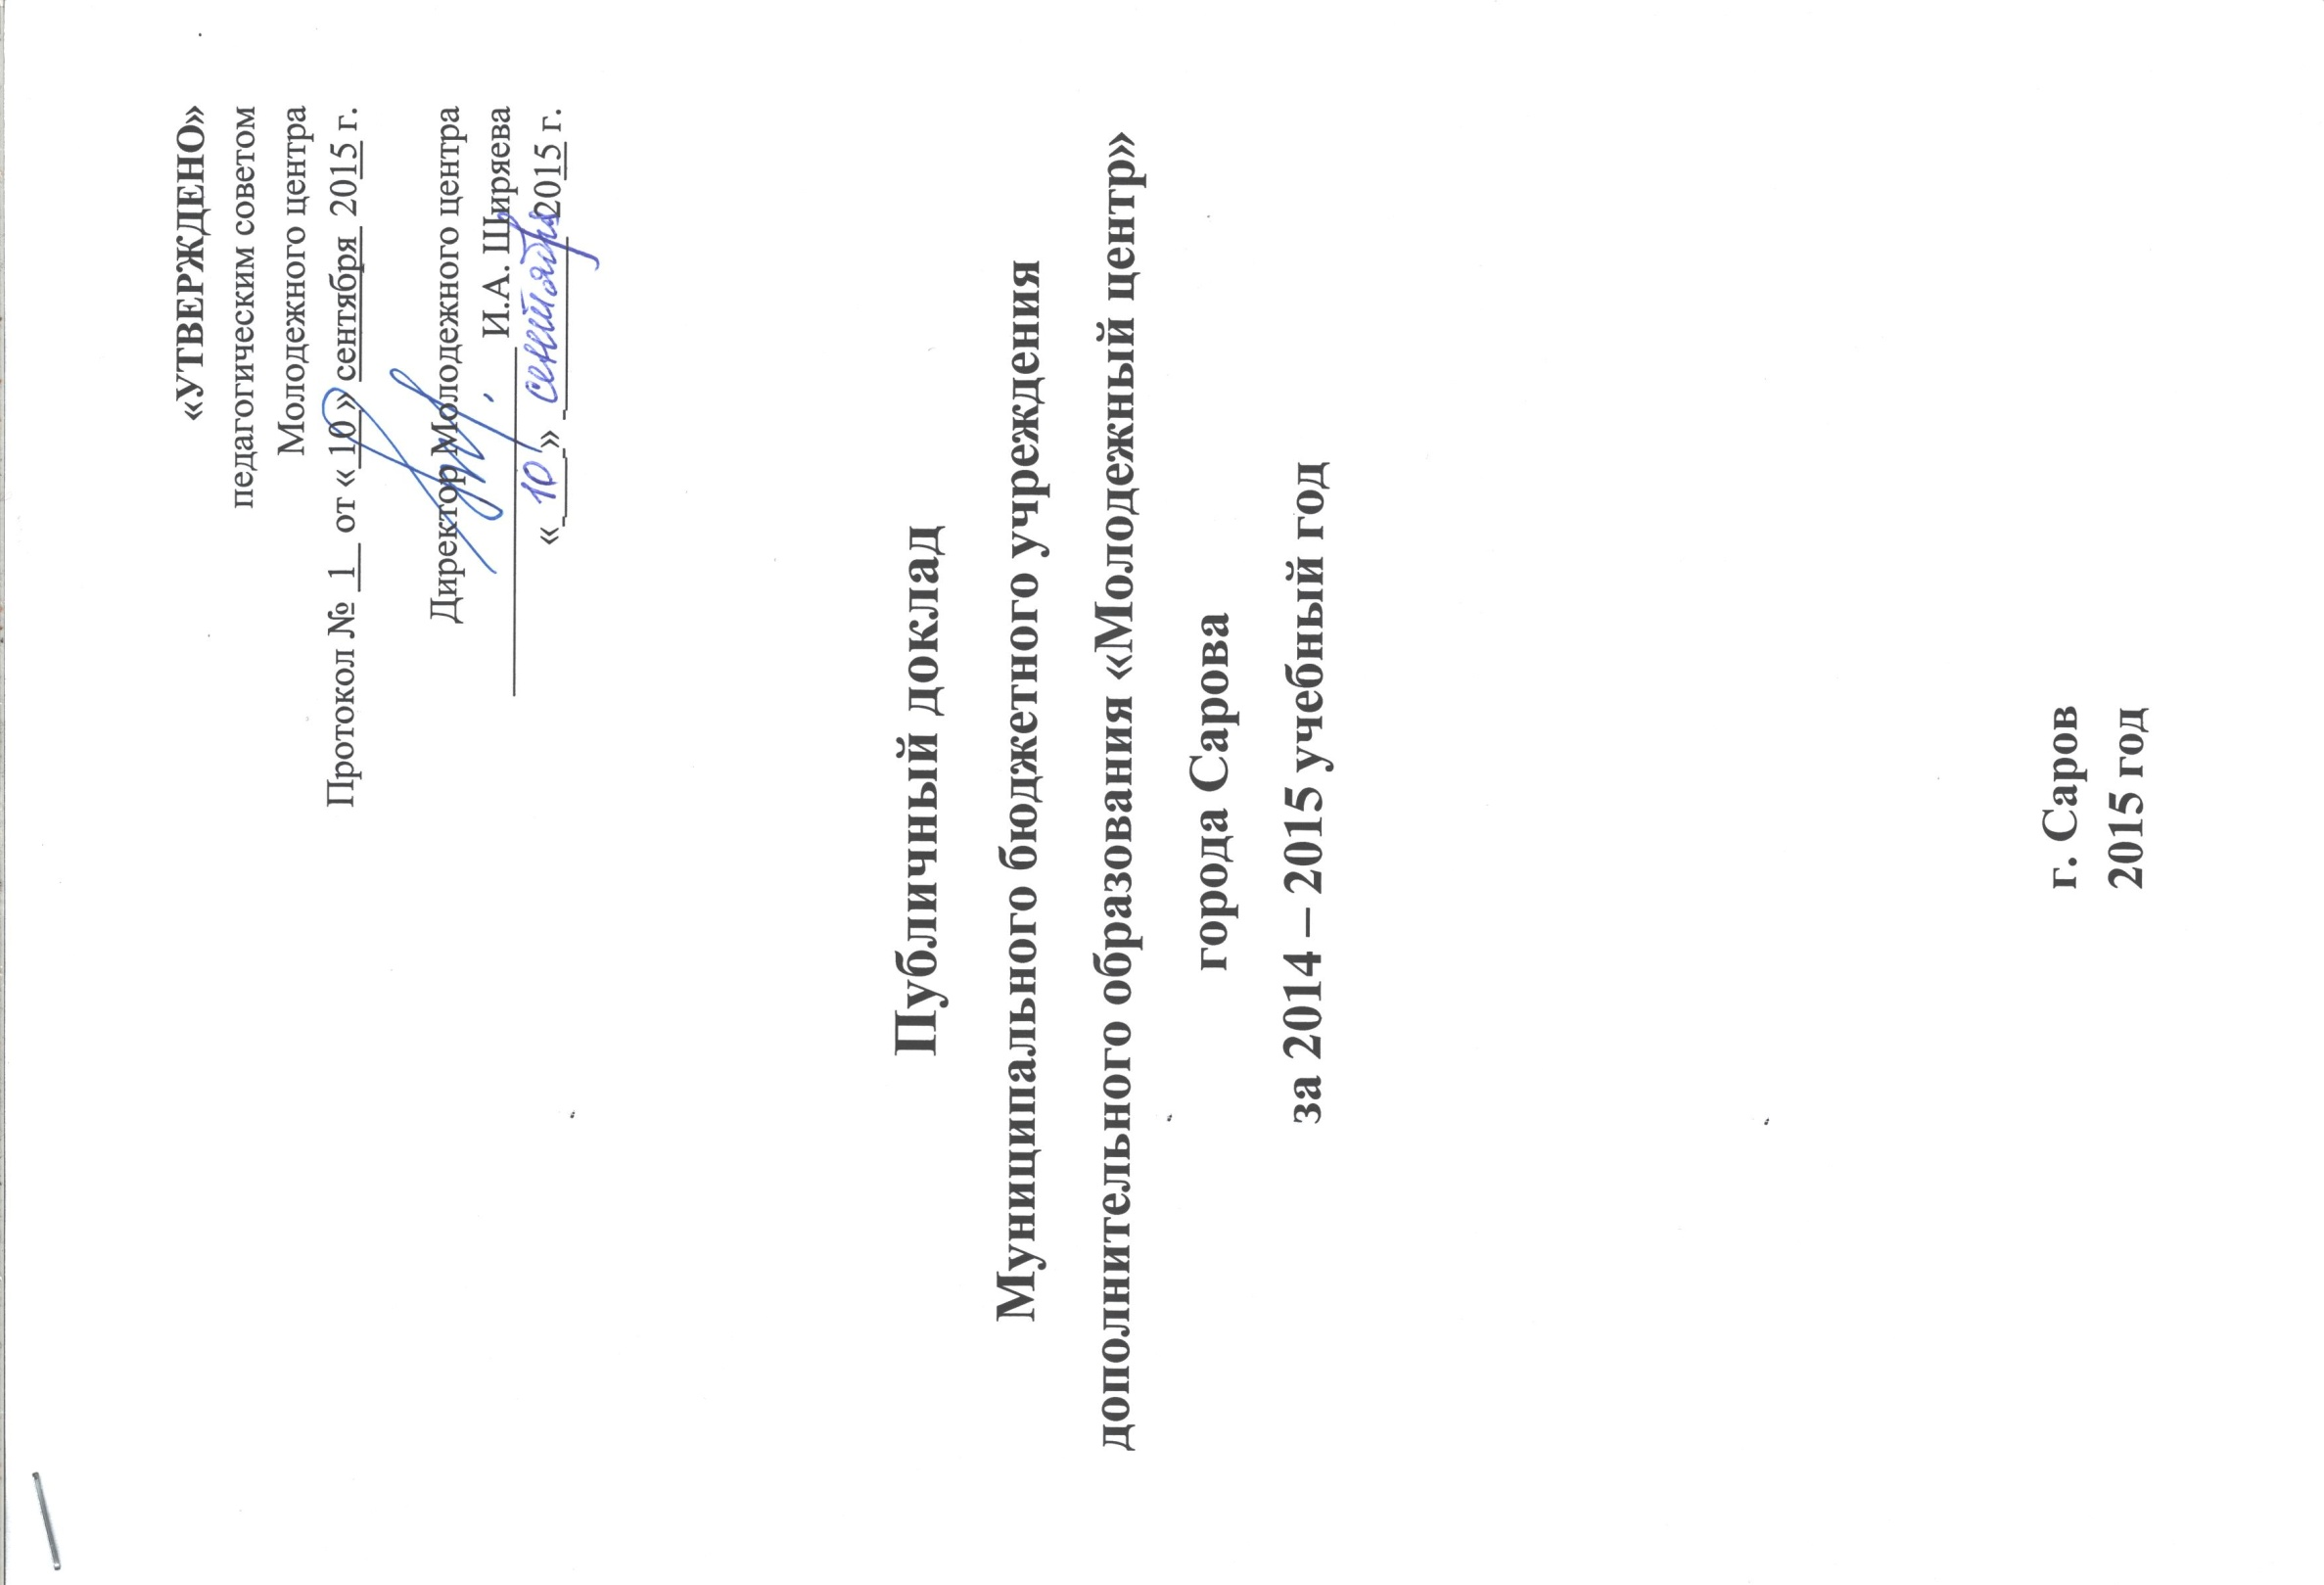 «УТВЕРЖДЕНО»
педагогическим советом
Молодежного центра
Протокол № 1 от « 10 » сентября 2015 г.
Директор Молодежного центра
И.А. Ширяева
« 10 » сентября 2015 г.
Публичный доклад
Муниципального бюджетного учреждения
дополнительного образования «Молодежный центр»
города Сарова
за 2014 – 2015 учебный год
г. Саров
2015 год